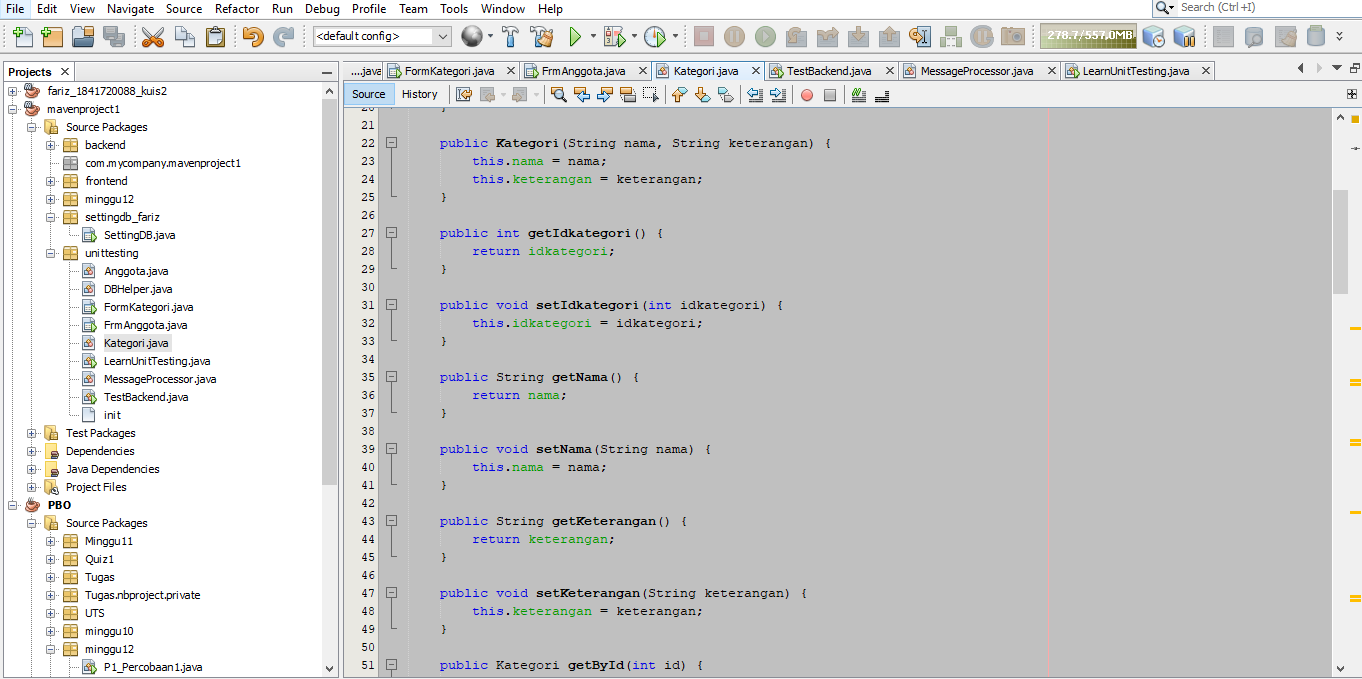 File Edit View Navigate Source Refactor Run Debug Profile Team Tools Window Help
Search (Ctrl+I)
<default config>
278.7/557.0MB
Projects
fariz_1841720088_kuis2
mavenproject1
Source Packages
backend
com.mycompany.mavenproject1
frontend
minggu12
settingdb_fariz
SettingDB.java
unittesting
Anggota.java
DBHelper.java
FormKategori.java
FrmAnggota.java
Kategori.java
LearnUnitTesting.java
MessageProcessor.java
TestBackend.java
init
Test Packages
Dependencies
Java Dependencies
Project Files
PBO
Source Packages
Minggu11
Quiz1
Tugas
Tugas.nbproject.private
UTS
minggu10
minggu12
P1_Percobaan1.java
....java FormKategori.java FrmAnggota.java Kategori.java TestBackend.java MessageProcessor.java LearnUnitTesting.java
Source History
20 }
21
22 public Kategori(String nama, String keterangan) {
23 this.nama = nama;
24 this.keterangan = keterangan;
25 }
26
27 public int getIdkategori() {
28 return idkategori;
29 }
30
31 public void setIdkategori(int idkategori) {
32 this.idkategori = idkategori;
33 }
34
35 public String getNama() {
36 return nama;
37 }
38
39 public void setNama(String nama) {
40 this.nama = nama;
41 }
42
43 public String getKeterangan() {
44 return keterangan;
45 }
46
47 public void setKeterangan(String keterangan) {
48 this.keterangan = keterangan;
49 }
50
51 public Kategori getById(int id) {